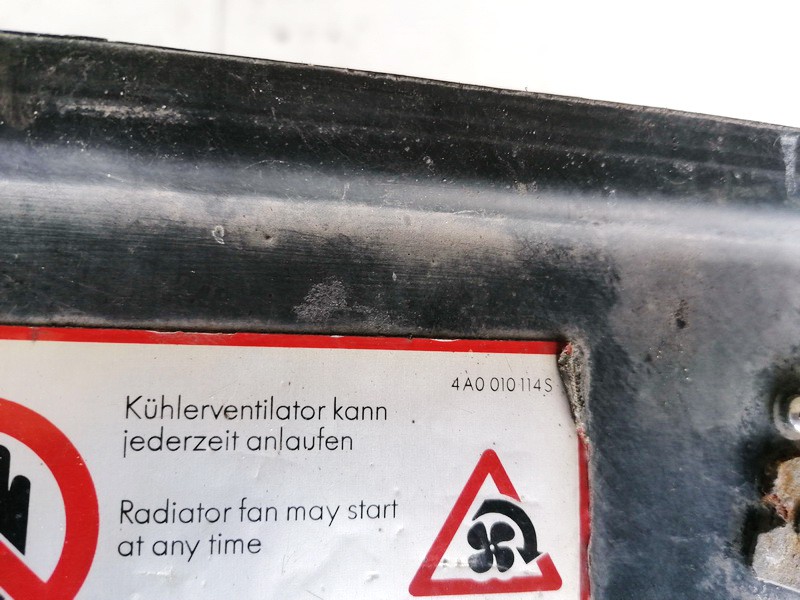 4A0 010 114 S
Kühlerventilator kann
jederzeit anlaufen
Radiator fan may start
at any time